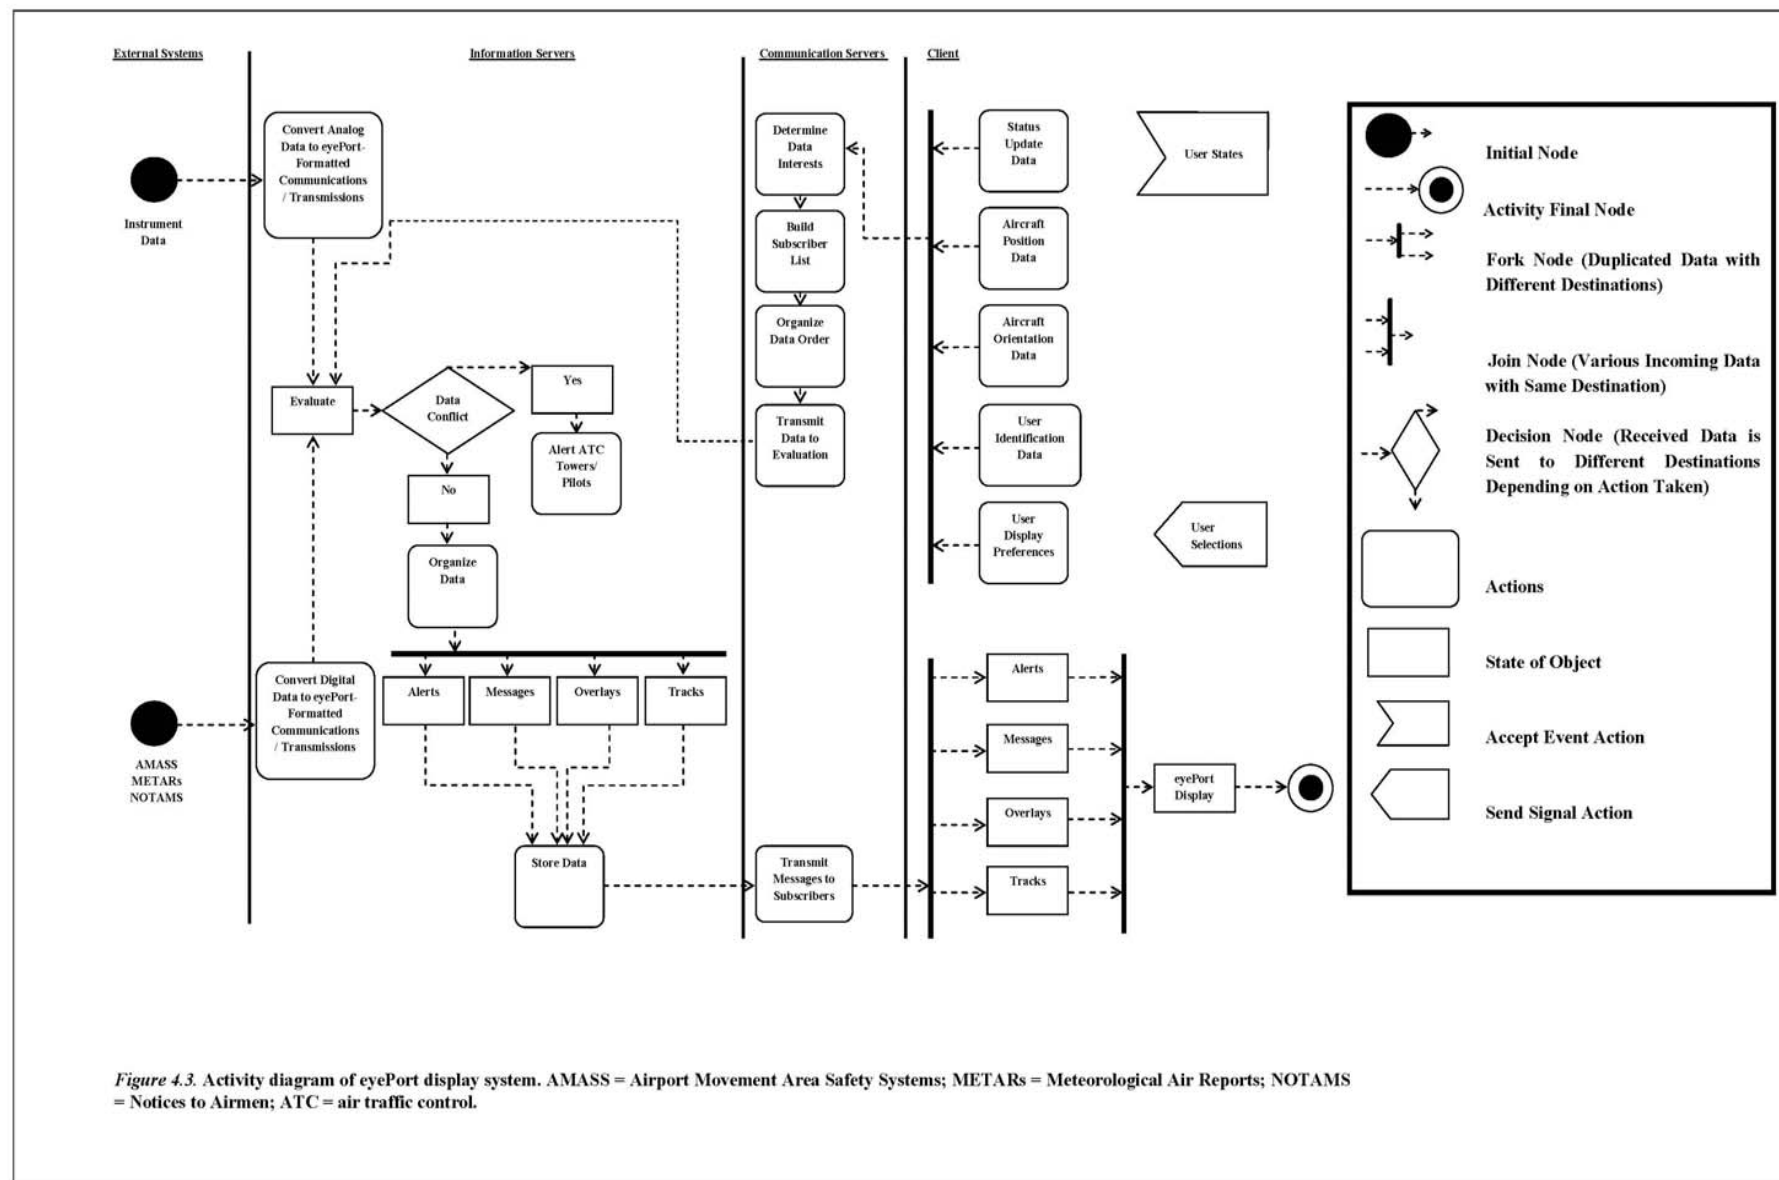 External Systems
Information Servers
Communication Servers
Client
Instrument
Data
AMASS
METARs
NOTAMS
Convert Analog
Data to eyePort-
Formatted
Communications
/ Transmissions
Evaluate
Data
Conflict
Yes
Alert ATC
Towers/
Pilots
No
Organize
Data
Convert Digital
Data to eyePort-
Formatted
Communications
/ Transmissions
Alerts
Messages
Overlays
Tracks
Store Data
Determine
Data
Interests
Build
Subscriber
List
Organize
Data Order
Transmit
Data to
Evaluation
Transmit
Messages to
Subscribers
Status
Update
Data
Aircraft
Position
Data
Aircraft
Orientation
Data
User
Identification
Data
User
Display
Preferences
User States
User
Selections
Alerts
Messages
Overlays
Tracks
eyePort
Display
Initial Node
Activity Final Node
Fork Node (Duplicated Data with
Different Destinations)
Join Node (Various Incoming Data
with Same Destination)
Decision Node (Received Data is
Sent to Different Destinations
Depending on Action Taken)
Actions
State of Object
Accept Event Action
Send Signal Action
Figure 4.3. Activity diagram of eyePort display system. AMASS = Airport Movement Area Safety Systems; METARs = Meteorological Air Reports; NOTAMS
= Notices to Airmen; ATC = air traffic control.